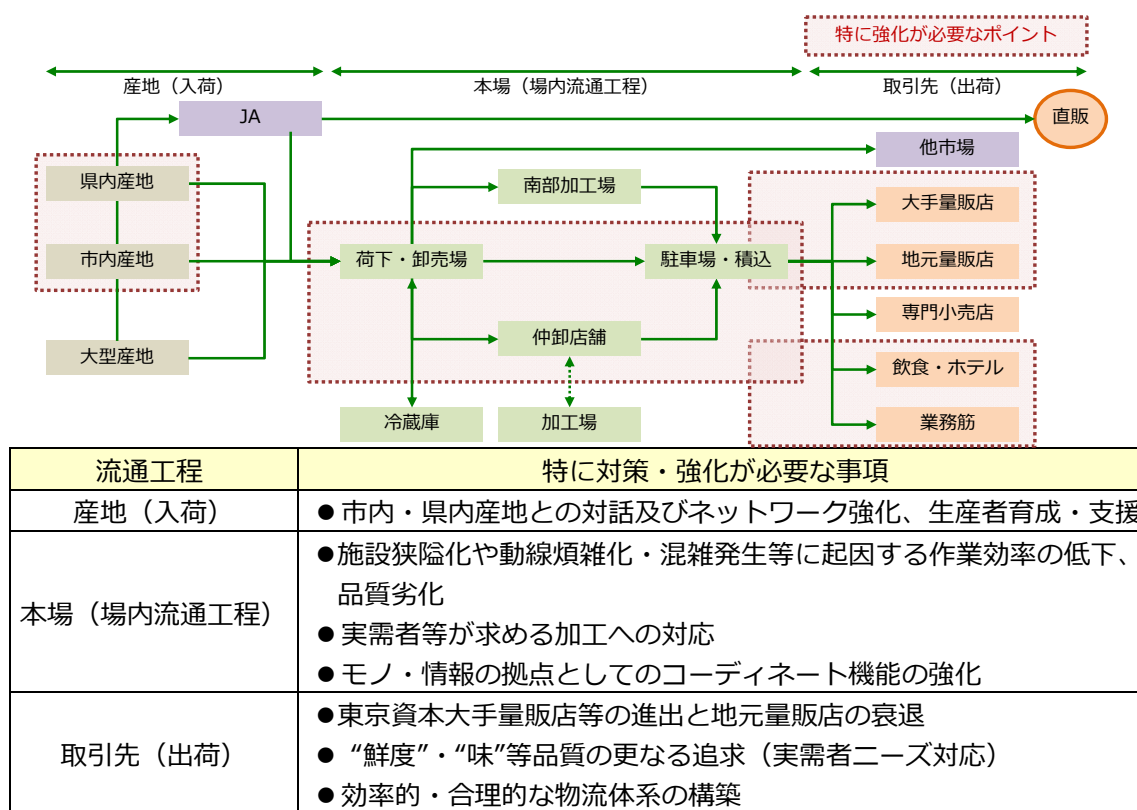 特に強化が必要なポイント
産地（入荷）
本場（場内流通工程）
取引先（出荷）
JA
直販
他市場
県内産地
南部加工場
大手量販店
市内産地
荷下・卸売場
駐車場・積込
地元量販店
専門小売店
大型産地
仲卸店舗
飲食・ホテル
冷蔵庫
加工場
業務筋
流通工程
特に対策・強化が必要な事項
産地（入荷）
●市内・県内産地との対話及びネットワーク強化、生産者育成・支援
本場（場内流通工程）
●施設狭隘化や動線煩雑化・混雑発生等に起因する作業効率の低下、
品質劣化
●実需者等が求める加工への対応
●モノ・情報の拠点としてのコーディネート機能の強化
取引先（出荷）
●東京資本大手量販店等の進出と地元量販店の衰退
●“鮮度”・“味”等品質の更なる追求（実需者ニーズ対応）
●効率的・合理的な物流体系の構築